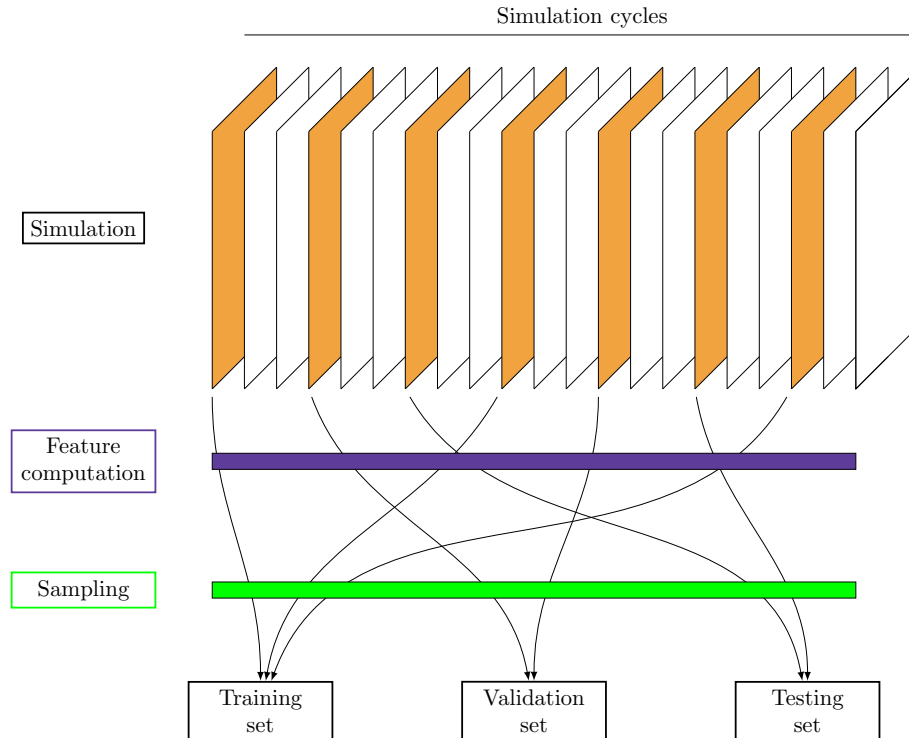 Simulation cycles
Simulation
Feature
computation
Sampling
Training
set
Validation
set
Testing
set